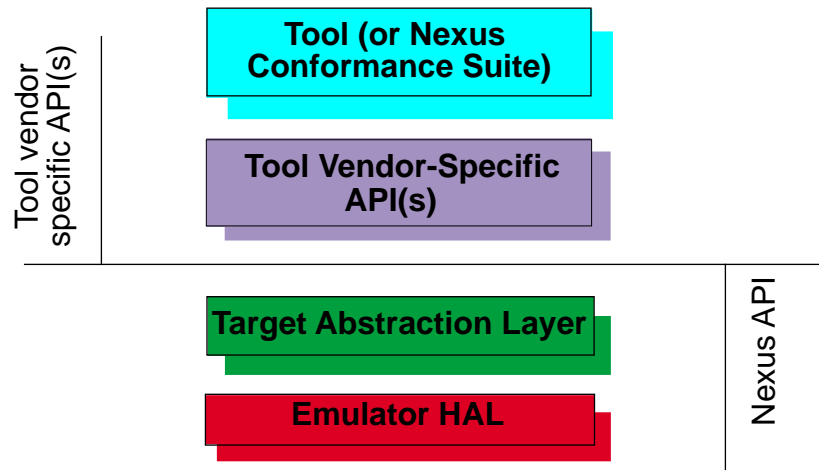 Tool vendor
specific API(s)
Tool (or Nexus
Conformance Suite)
Tool Vendor-Specific
API(s)
Target Abstraction Layer
Emulator HAL
Nexus API